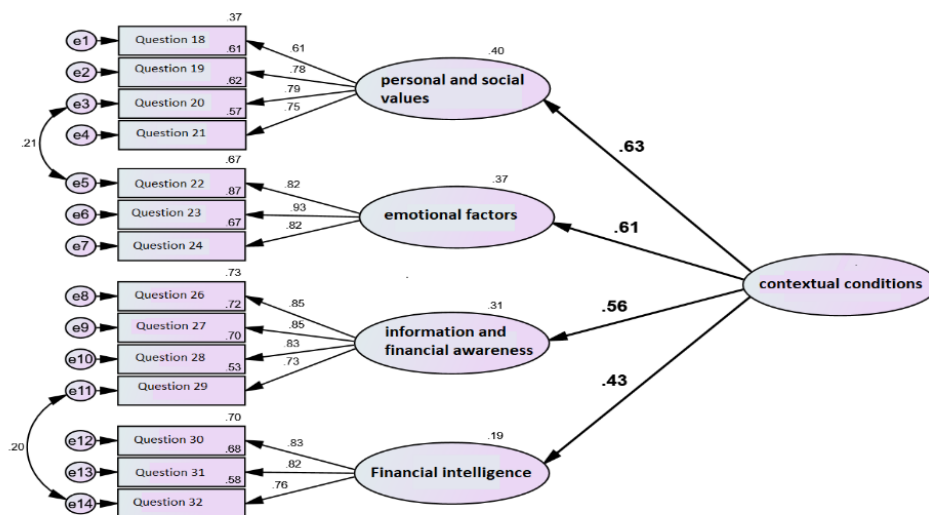 .37
e1 Question 18 .61 .61
e2 Question 19 .62 .78
e3 Question 20 .57 .79
e4 Question 21 .75
.40
personal and social
values
.21
.63
.67
e5 Question 22 .87 .82
e6 Question 23 .67 .93
e7 Question 24 .82
.37
emotional factors
.61
.73
e8 Question 26 .72 .85
e9 Question 27 .70 .85
e10 Question 28 .53 .83
e11 Question 29 .73
.31
information and
financial awareness
.56
contextual conditions
.43
.20
.70
e12 Question 30 .68 .83
e13 Question 31 .58 .82
e14 Question 32 .76
.19
Financial intelligence